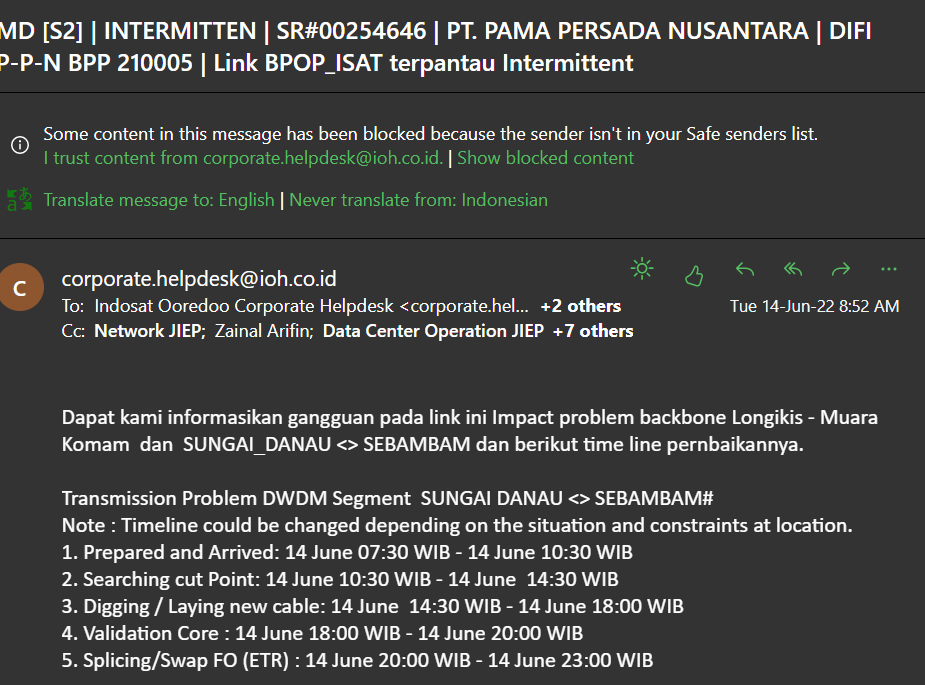 MD [S2] | INTERMITTEN | SR#00254646 | PT. PAMA PERSADA NUSANTARA | DIFI
P-P-N BPP 210005 | Link BPOP_ISAT terpantau Intermittent
Some content in this message has been blocked because the sender isn't in your Safe senders list.
I trust content from corporate.helpdesk@ioh.co.id. | Show blocked content
Translate message to: English | Never translate from: Indonesian
C
corporate.helpdesk@ioh.co.id
To: Indosat Ooredoo Corporate Helpdesk <corporate.hel... +2 others
Tue 14-Jun-22 8:52 AM
Cc: Network JIEP; Zainal Arifin; Data Center Operation JIEP +7 others
Dapat kami informasikan gangguan pada link ini Impact problem backbone Longikis - Muara
Komam dan SUNGAI_DANAU <> SEBAMBAM dan berikut time line pernbaikannya.
Transmission Problem DWDM Segment SUNGAI DANAU <> SEBAMBAM#
Note : Timeline could be changed depending on the situation and constraints at location.
1. Prepared and Arrived: 14 June 07:30 WIB - 14 June 10:30 WIB
2. Searching cut Point: 14 June 10:30 WIB - 14 June 14:30 WIB
3. Digging / Laying new cable: 14 June 14:30 WIB - 14 June 18:00 WIB
4. Validation Core : 14 June 18:00 WIB - 14 June 20:00 WIB
5. Splicing/Swap FO (ETR) : 14 June 20:00 WIB - 14 June 23:00 WIB